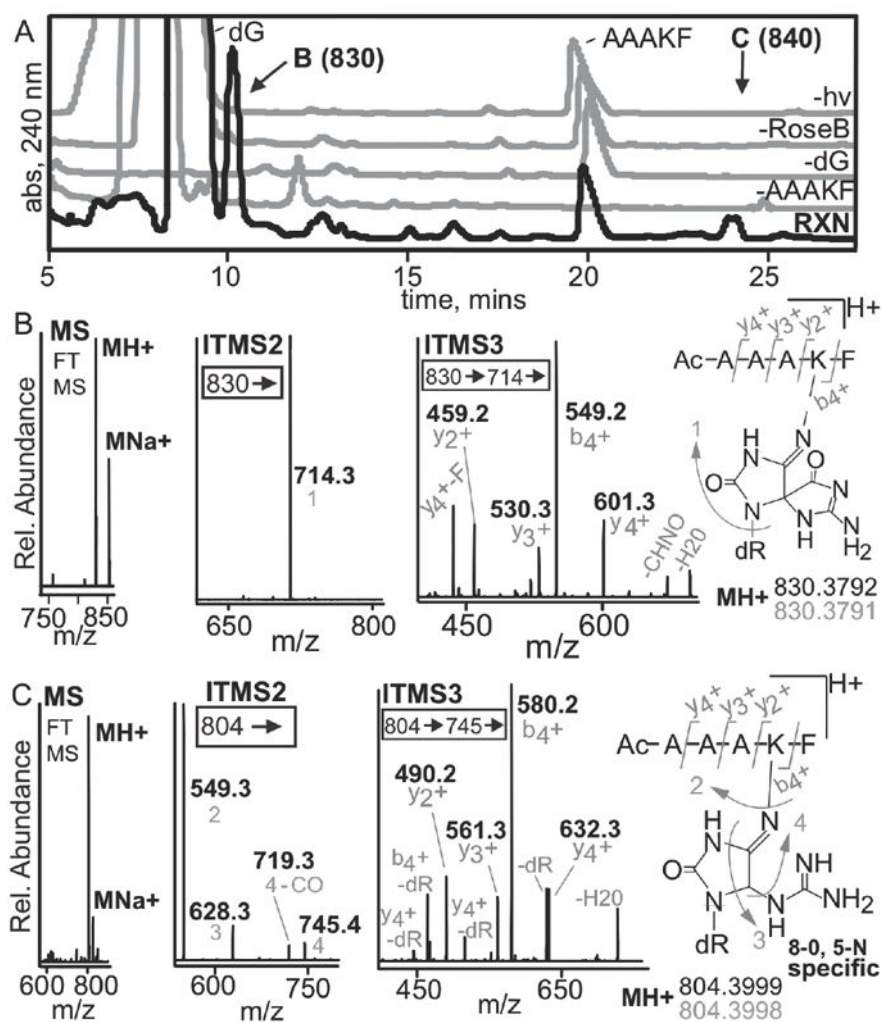 A
dG
B (830)
AAAKF
C (840)
-hν
-RoseB
-dG
-AAAKF
RXN
abs, 240 nm
5 10 15 20 25
time, mins
B
MS
FT
MS
MH+
MNa+
Rel. Abundance
750 850
m/z
ITMS2
830
714.3
1
650 800
m/z
ITMS3
830 714
459.2
y2+
549.2
b4+
y4+-F
530.3
y3+
601.3
y4+
-CHNO
-H20
450 600
m/z
H+
y4+ y3+ y2+
Ac-A-A-A-K-F
b4+
1
N
NH
O
O
N
N
N
NH2
H
dR
MH+ 830.3792
830.3791
C
MS
FT
MS
MH+
MNa+
Rel. Abundance
600 800
m/z
ITMS2
804
549.3
2
719.3
4-CO
628.3
3
745.4
4
600 750
m/z
ITMS3
804 745
580.2
b4+
490.2
y2+
561.3
y3+
632.3
y4+
b4+
-dR
y4+
-dR
y4+
-dR
-dR
-H20
450 650
m/z
H+
y4+ y3+ y2+
Ac-A-A-A-K-F
b4+
2
N
4
NH
O
NH
N
N
NH2
H
dR
3
8-0, 5-N
specific
MH+ 804.3999
804.3998